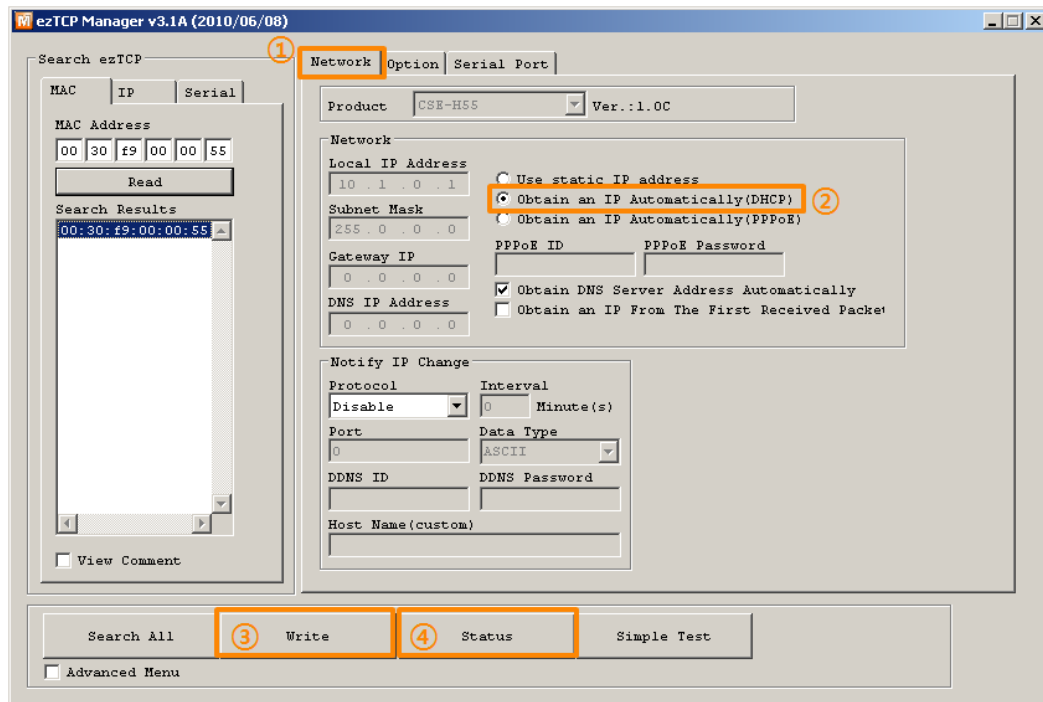 ezTCP Manager v3.1A (2010/06/08)
①
Search ezTCP
MAC IP Serial
MAC Address
00 30 f9 00 00 55
Read
Search Results
00:30:f9:00:00:55
View Comment
Network Option Serial Port
Product CSE-H55 Ver.:1.0C
Network
Local IP Address
10 . 1 . 0 . 1
Subnet Mask
255 . 0 . 0 . 0
Gateway IP
0 . 0 . 0 . 0
DNS IP Address
0 . 0 . 0 . 0
Use static IP address
Obtain an IP Automatically(DHCP) ②
Obtain an IP Automatically(PPPoE)
PPPoE ID PPPoE Password
Obtain DNS Server Address Automatically
Obtain an IP From The First Received Packet
Notify IP Change
Protocol Interval
Disable 0 Minute(s)
Port Data Type
0 ASCII
DDNS ID DDNS Password
Host Name(custom)
Search All ③ Write ④ Status Simple Test
Advanced Menu